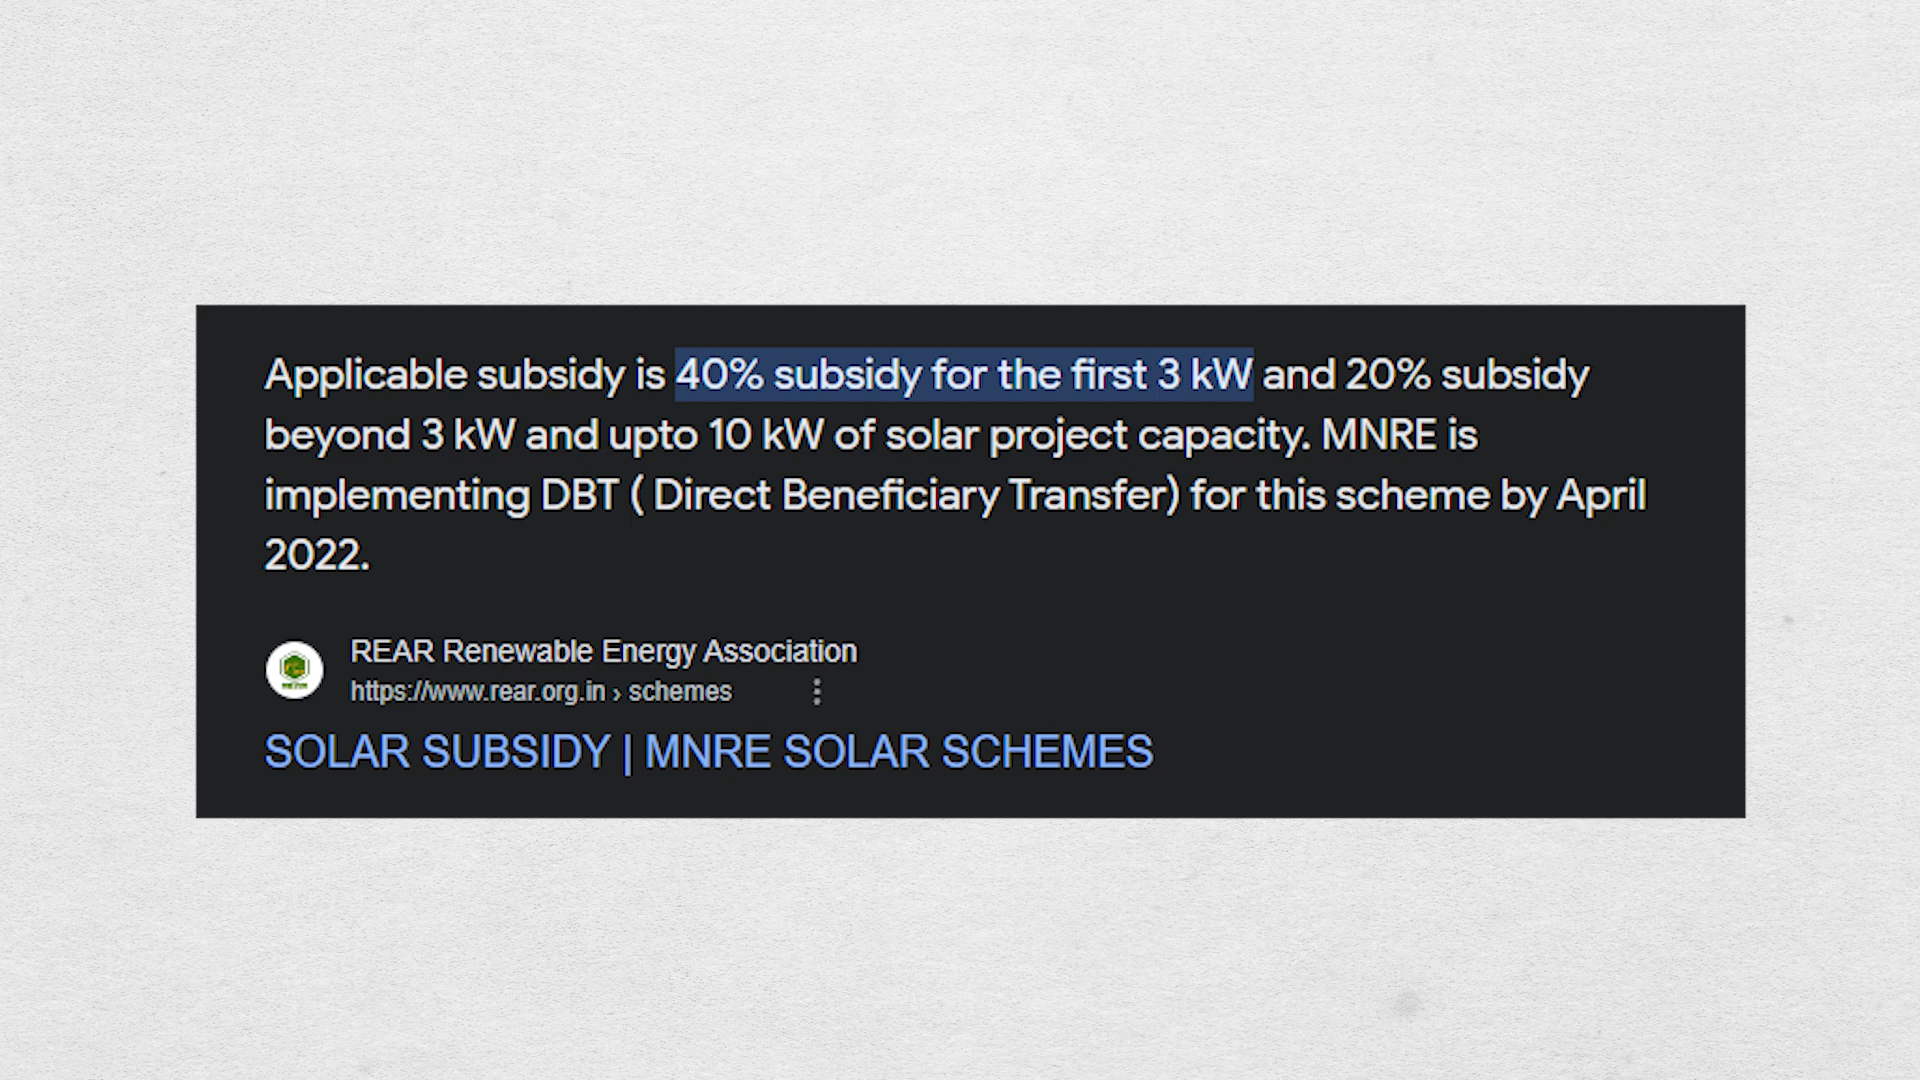 Applicable subsidy is 40% subsidy for the first 3 kW and 20% subsidy
beyond 3 kW and upto 10 kW of solar project capacity. MNRE is
implementing DBT ( Direct Beneficiary Transfer) for this scheme by April
2022.
REAR Renewable Energy Association
https://www.rear.org.in › schemes
SOLAR SUBSIDY | MNRE SOLAR SCHEMES